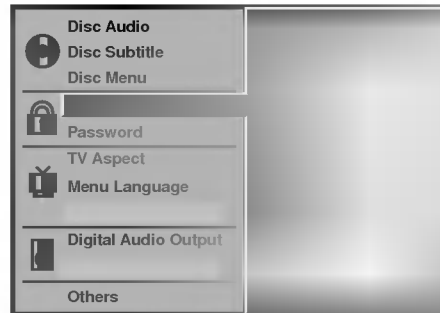 Disc Audio
Disc Subtitle
Disc Menu
Password
TV Aspect
Menu Language
Digital Audio Output
Others